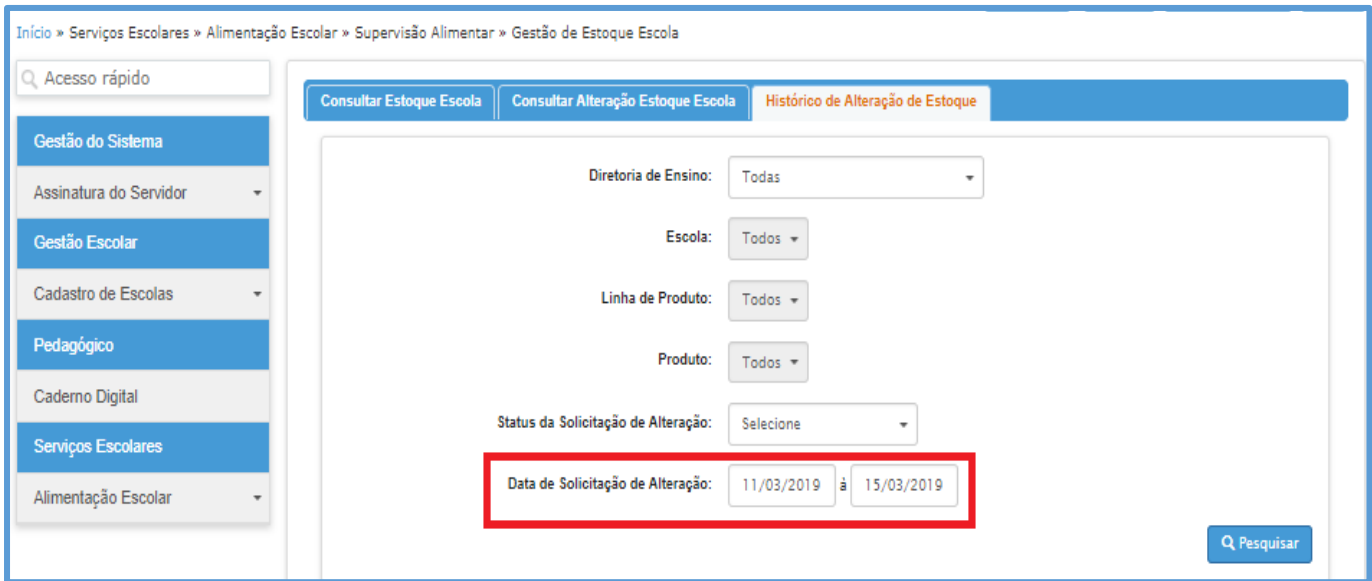 Início » Serviços Escolares » Alimentação Escolar » Supervisão Alimentar » Gestão de Estoque Escola
Acesso rápido
Gestão do Sistema
Assinatura do Servidor
Gestão Escolar
Cadastro de Escolas
Pedagógico
Caderno Digital
Serviços Escolares
Alimentação Escolar
Consultar Estoque Escola Consultar Alteração Estoque Escola Histórico de Alteração de Estoque
Diretoria de Ensino: Todas
Escola: Todos
Linha de Produto: Todos
Produto: Todos
Status da Solicitação de Alteração: Selecione
Data de Solicitação de Alteração: 11/03/2019 à 15/03/2019
Pesquisar